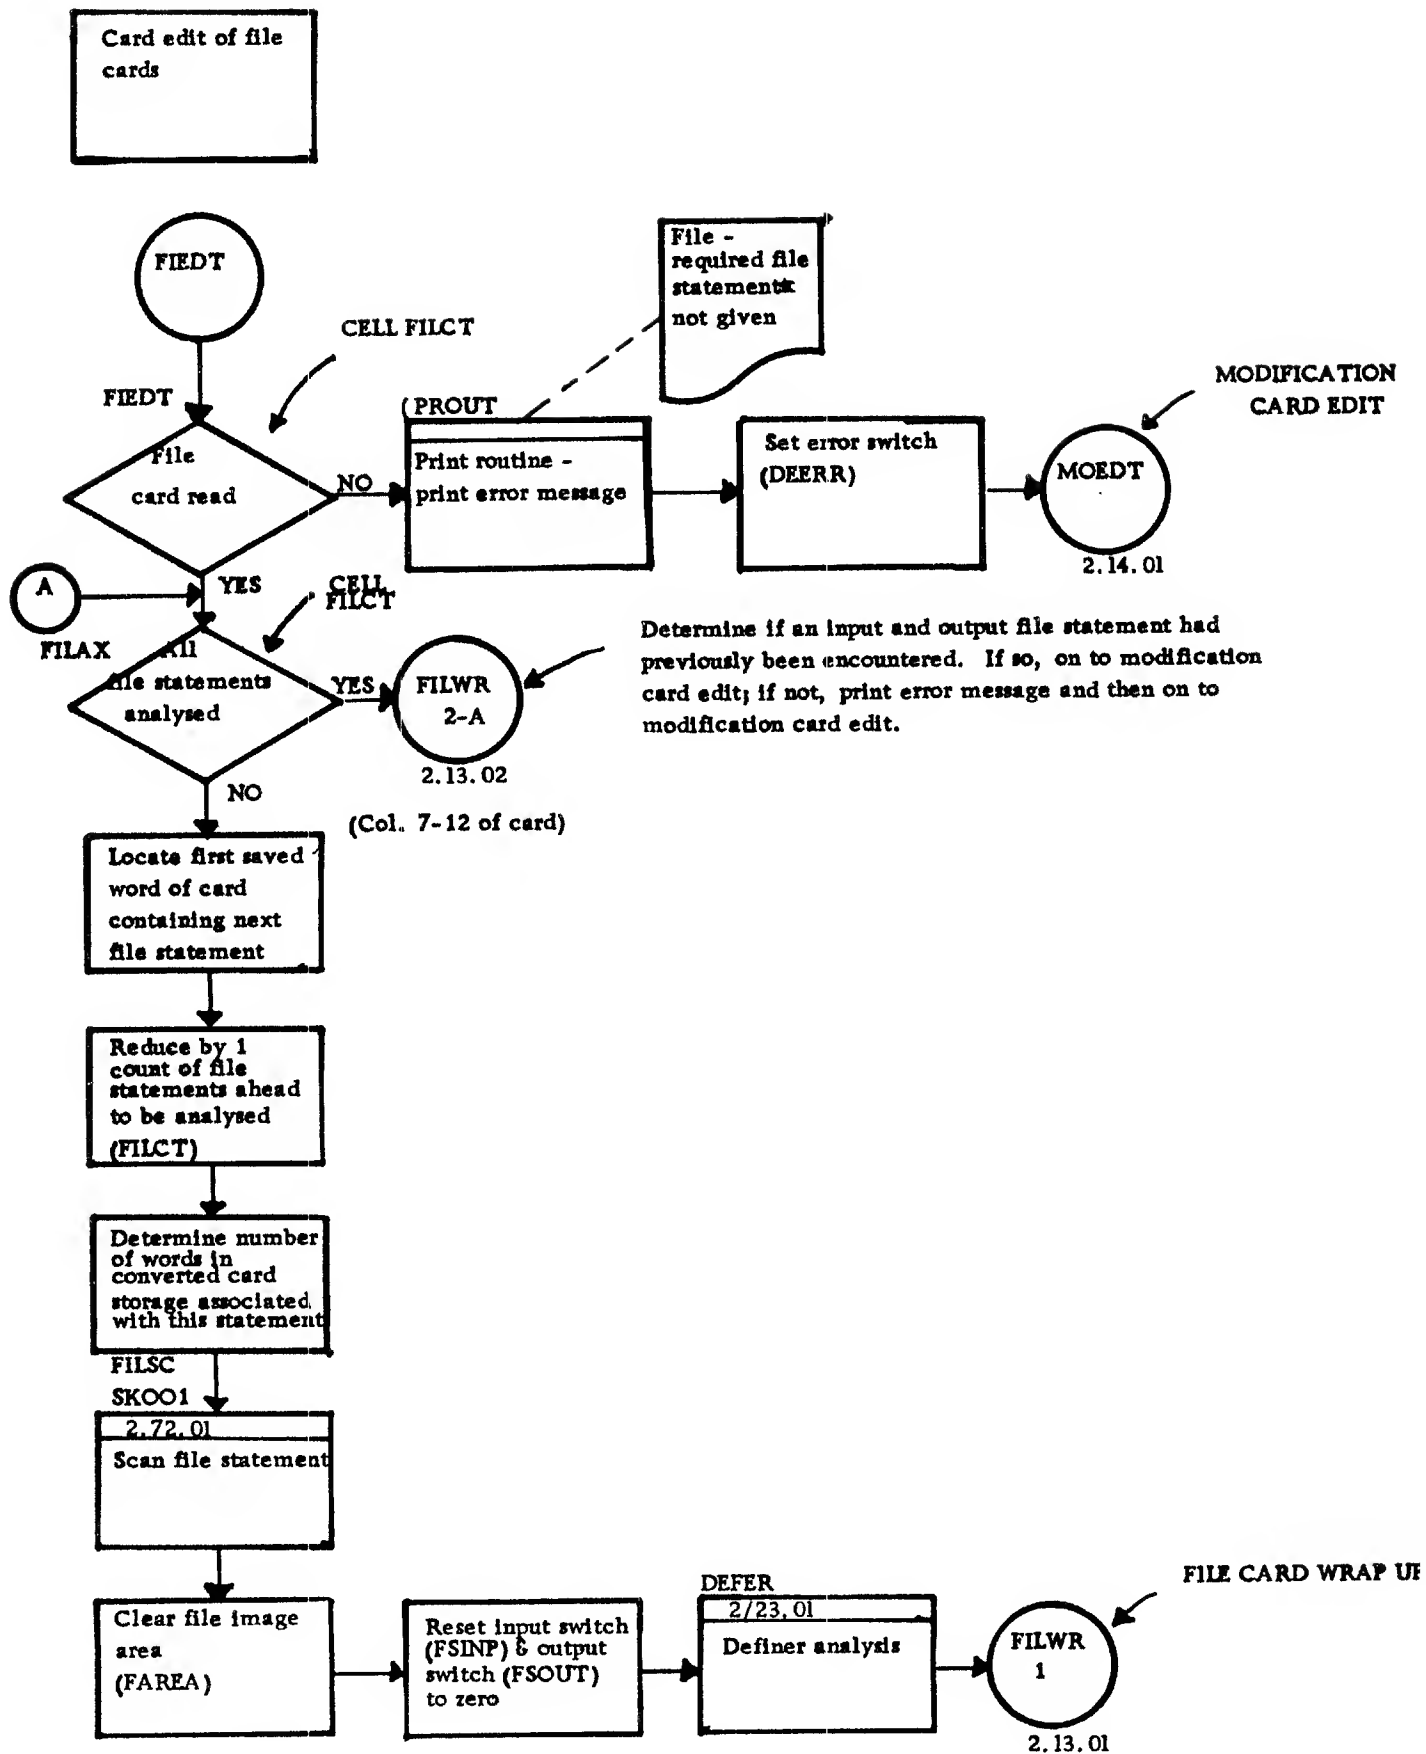 Card edit of file
cards
FIEDT
CELL FILCT
File -
required file
statement
not given
MODIFICATION
CARD EDIT
FIEDT
(PROUT
File
card read
NO
Print routine -
print error message
Set error switch
(DEERR)
MOEDT
2.14.01
A
YES
CELL
FILCT
FILAX
All
file statements
analysed
YES
FILWR
2-A
2.13.02
Determine if an input and output file statement had
previously been encountered. If so, on to modification
card edit; if not, print error message and then on to
modification card edit.
NO
(Col. 7-12 of card)
Locate first saved
word of card
containing next
file statement
Reduce by 1
count of file
statements ahead
to be analysed
(FILCT)
Determine number
of words in
converted card
storage associated
with this statement
FILSC
SKOO1
2.72.01
Scan file statement
Clear file image
area
(FAREA)
Reset input switch
(FSINP) & output
switch (FSOUT)
to zero
DEFER
2/23.01
Definer analysis
FILE CARD WRAP UP
FILWR
1
2.13.01